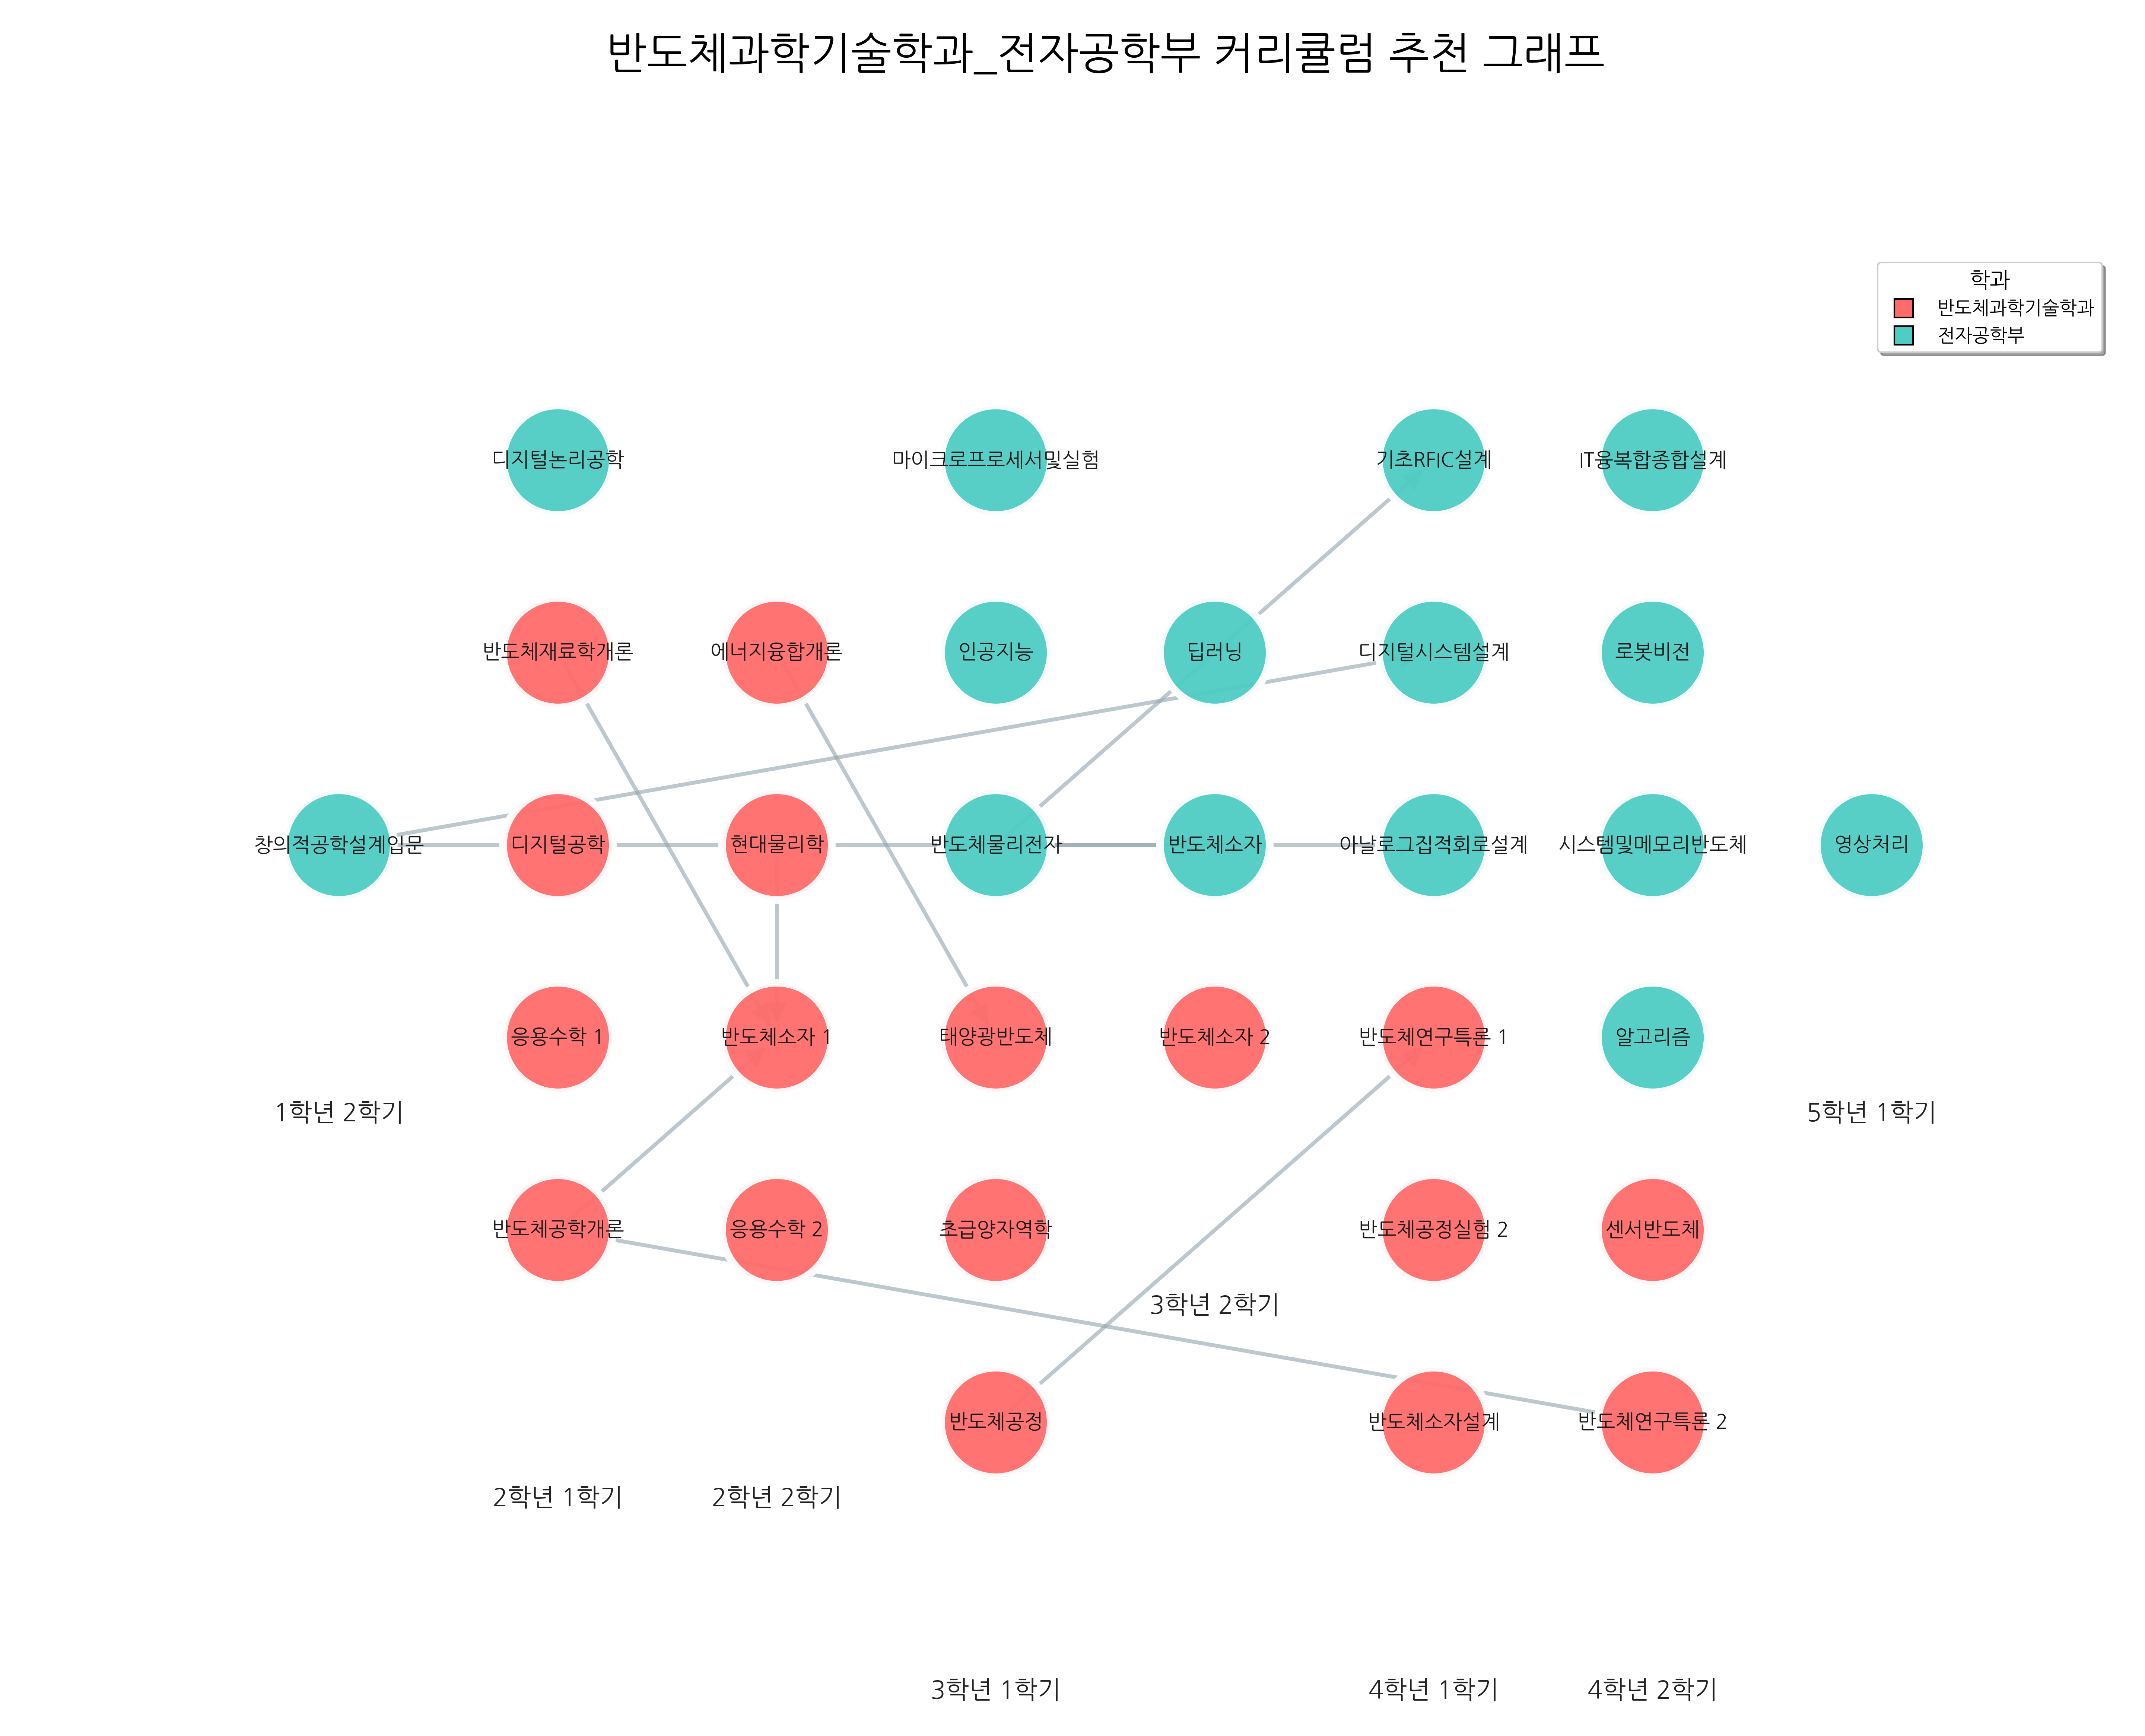 반도체과학기술학과_전자공학부 커리큘럼 추천 그래프
학과
반도체과학기술학과
전자공학부
디지털논리공학
마이크로프로세서및실험
기초RFIC설계
IT융복합종합설계
반도체재료학개론
에너지융합개론
인공지능
딥러닝
디지털시스템설계
로봇비전
창의적공학설계입문
디지털공학
현대물리학
반도체물리전자
반도체소자
아날로그집적회로설계
시스템및메모리반도체
영상처리
응용수학 1
반도체소자 1
태양광반도체
반도체소자 2
반도체연구특론 1
알고리즘
1학년 2학기
5학년 1학기
반도체공학개론
응용수학 2
초급양자역학
반도체공정실험 2
센서반도체
3학년 2학기
반도체공정
반도체소자설계
반도체연구특론 2
2학년 1학기
2학년 2학기
3학년 1학기
4학년 1학기
4학년 2학기